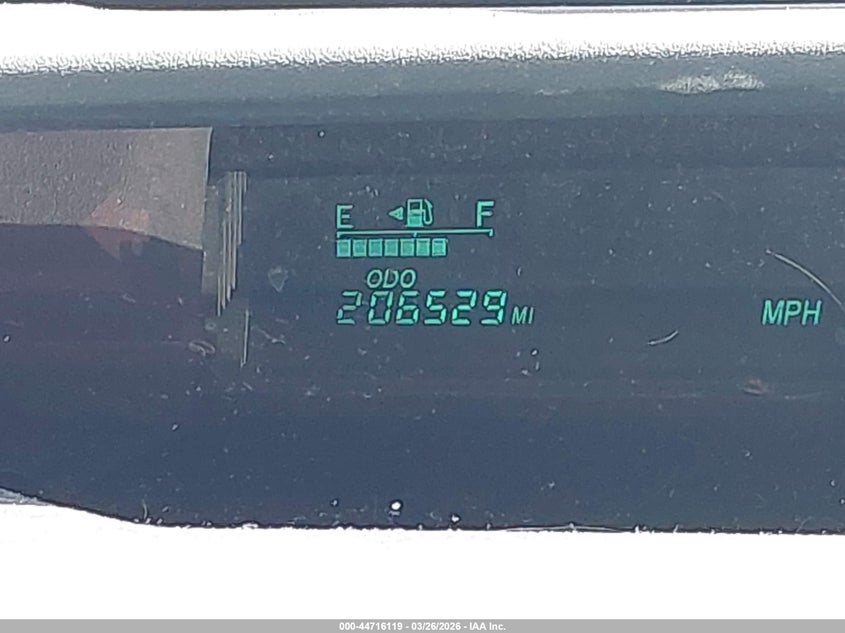 E F
ODO
206529 MI
MPH
000-44716119 - 03/26/2026 - IAA Inc.